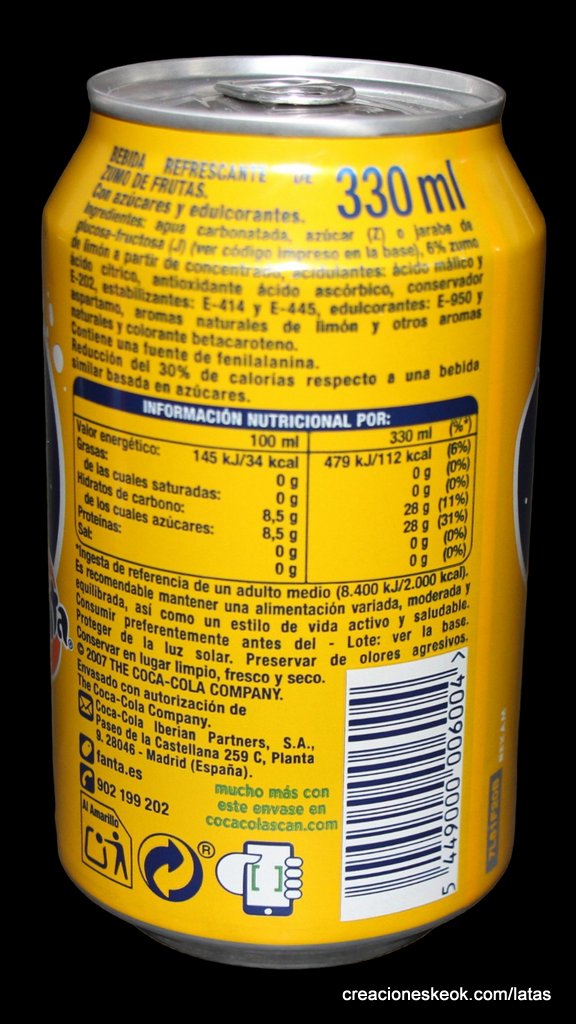 BEBIDA REFRESCANTE DE
ZUMO DE FRUTAS.
330 ml
Con azúcares y edulcorantes.
Ingredientes: agua carbonatada, azúcar (Z) o jarabe de
glucosa-fructosa (J) (ver código impreso en la base), 6% zumo
de limón a partir de concentrado, acidulantes: ácido málico y
ácido cítrico, antioxidante ácido ascórbico, conservador
E-202, estabilizantes: E-414 y E-445, edulcorantes: E-950 y
aspartamo, aromas naturales de limón y otros aromas
naturales y colorante betacaroteno.
Contiene una fuente de fenilalanina.
Reducción del 30% de calorías respecto a una bebida
similar basada en azúcares.
INFORMACIÓN NUTRICIONAL POR:
100 ml 330 ml (%*)
Valor energético: 145 kJ/34 kcal 479 kJ/112 kcal (6%)
Grasas: 0 g 0 g (0%)
de las cuales saturadas: 0 g 0 g (0%)
Hidratos de carbono: 8,5 g 28 g (11%)
de los cuales azúcares: 8,5 g 28 g (31%)
Proteínas: 0 g 0 g (0%)
Sal: 0 g 0 g (0%)
*Ingesta de referencia de un adulto medio (8.400 kJ/2.000 kcal).
Es recomendable mantener una alimentación variada, moderada y
equilibrada, así como un estilo de vida activo y saludable.
Consumir preferentemente antes del - Lote: ver la base.
Proteger de la luz solar. Preservar de olores agresivos.
Conservar en lugar limpio, fresco y seco.
© 2007 THE COCA-COLA COMPANY.
Envasado con autorización de
The Coca-Cola Company.
Coca-Cola Iberian Partners, S.A.,
Paseo de la Castellana 259 C, Planta
9, 28046 - Madrid (España).
fanta.es
902 199 202
mucho más con
este envase en
cocacolascan.com
Al Amarillo
®
5 449000 006004 >
REXAM
creacioneskeok.com/latas